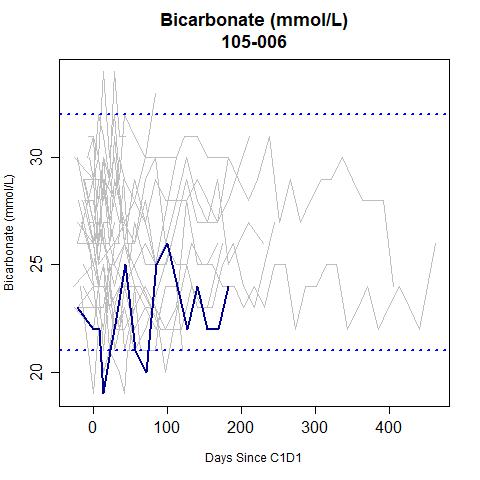 Bicarbonate (mmol/L)
105-006
Bicarbonate (mmol/L)
30
25
20
0 100 200 300 400
Days Since C1D1